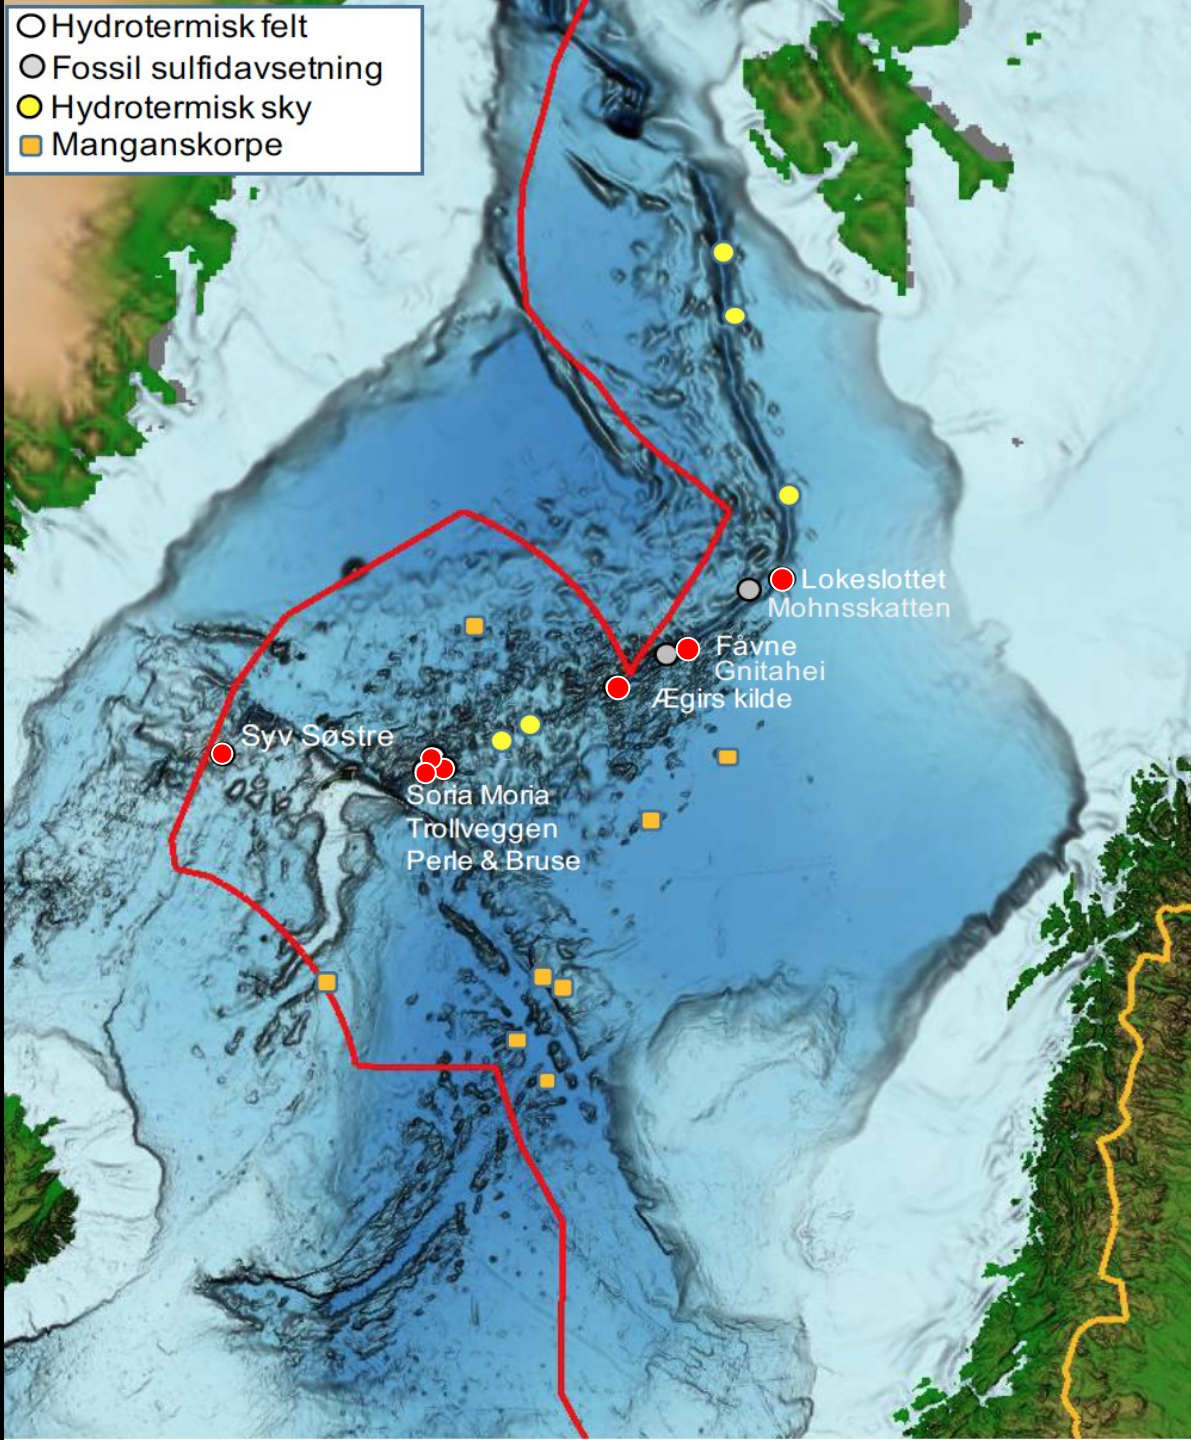 Hydrotermisk felt
Fossil sulfidavsetning
Hydrotermisk sky
Manganskorpe
Lokeslottet
Mohnsskatten
Fåvne
Gnitahei
Ægirs kilde
Syv Søstre
Soria Moria
Trollveggen
Perle & Bruse